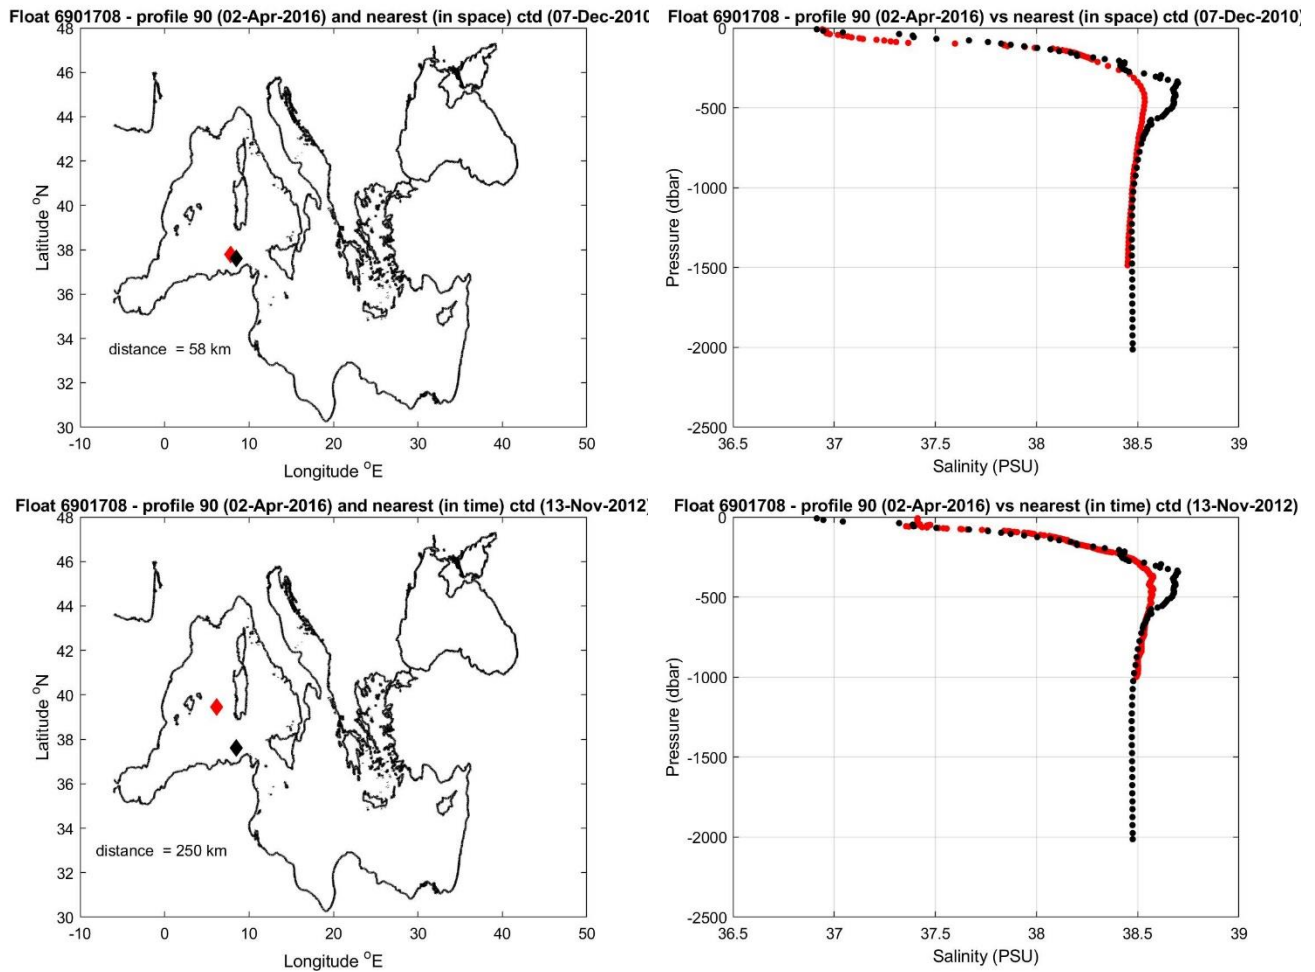 Float 6901708 - profile 90 (02-Apr-2016) and nearest (in space) ctd (07-Dec-2010)
48
46
44
42
40
38
36
34
32
30
Latitude °N
distance = 58 km
-10 0 10 20 30 40 50
Longitude °E
Float 6901708 - profile 90 (02-Apr-2016) vs nearest (in space) ctd (07-Dec-2010)
0
-500
-1000
-1500
-2000
-2500
Pressure (dbar)
36.5 37 37.5 38 38.5 39
Salinity (PSU)
Float 6901708 - profile 90 (02-Apr-2016) and nearest (in time) ctd (13-Nov-2012)
48
46
44
42
40
38
36
34
32
30
Latitude °N
distance = 250 km
-10 0 10 20 30 40 50
Longitude °E
Float 6901708 - profile 90 (02-Apr-2016) vs nearest (in time) ctd (13-Nov-2012)
0
-500
-1000
-1500
-2000
-2500
Pressure (dbar)
36.5 37 37.5 38 38.5 39
Salinity (PSU)